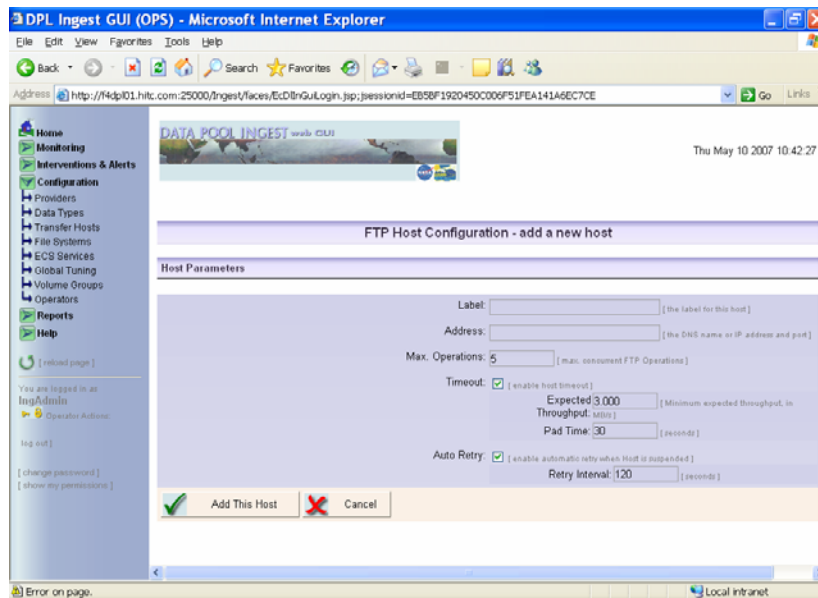 DPL Ingest GUI (OPS) - Microsoft Internet Explorer
File Edit View Favorites Tools Help
Back Search Favorites
Address http://f4dpl01.hitc.com:25000/Ingest/faces/EcDlInGuiLogin.jsp;jsessionid=EB5BF1920450C006F51FEA141A6EC7CE Go Links
Home
Monitoring
Interventions & Alerts
Configuration
Providers
Data Types
Transfer Hosts
File Systems
ECS Services
Global Tuning
Volume Groups
Operators
Reports
Help
[ reload page ]
You are logged in as
IngAdmin
Operator Actions:
log out ]
[ change password ]
[ show my permissions ]
DATA POOL INGEST web GUI
Thu May 10 2007 10:42:27
FTP Host Configuration - add a new host
Host Parameters
Label: [ the label for this host ]
Address: [ the DNS name or IP address and port ]
Max. Operations: 5 [ max. concurrent FTP Operations ]
Timeout: [ enable host timeout ]
Expected Throughput: 3.000 MB/s ] [ Minimum expected throughput, in
Pad Time: 30 [ seconds ]
Auto Retry: [ enable automatic retry when Host is suspended ]
Retry Interval: 120 [ seconds ]
Add This Host Cancel
Error on page. Local intranet